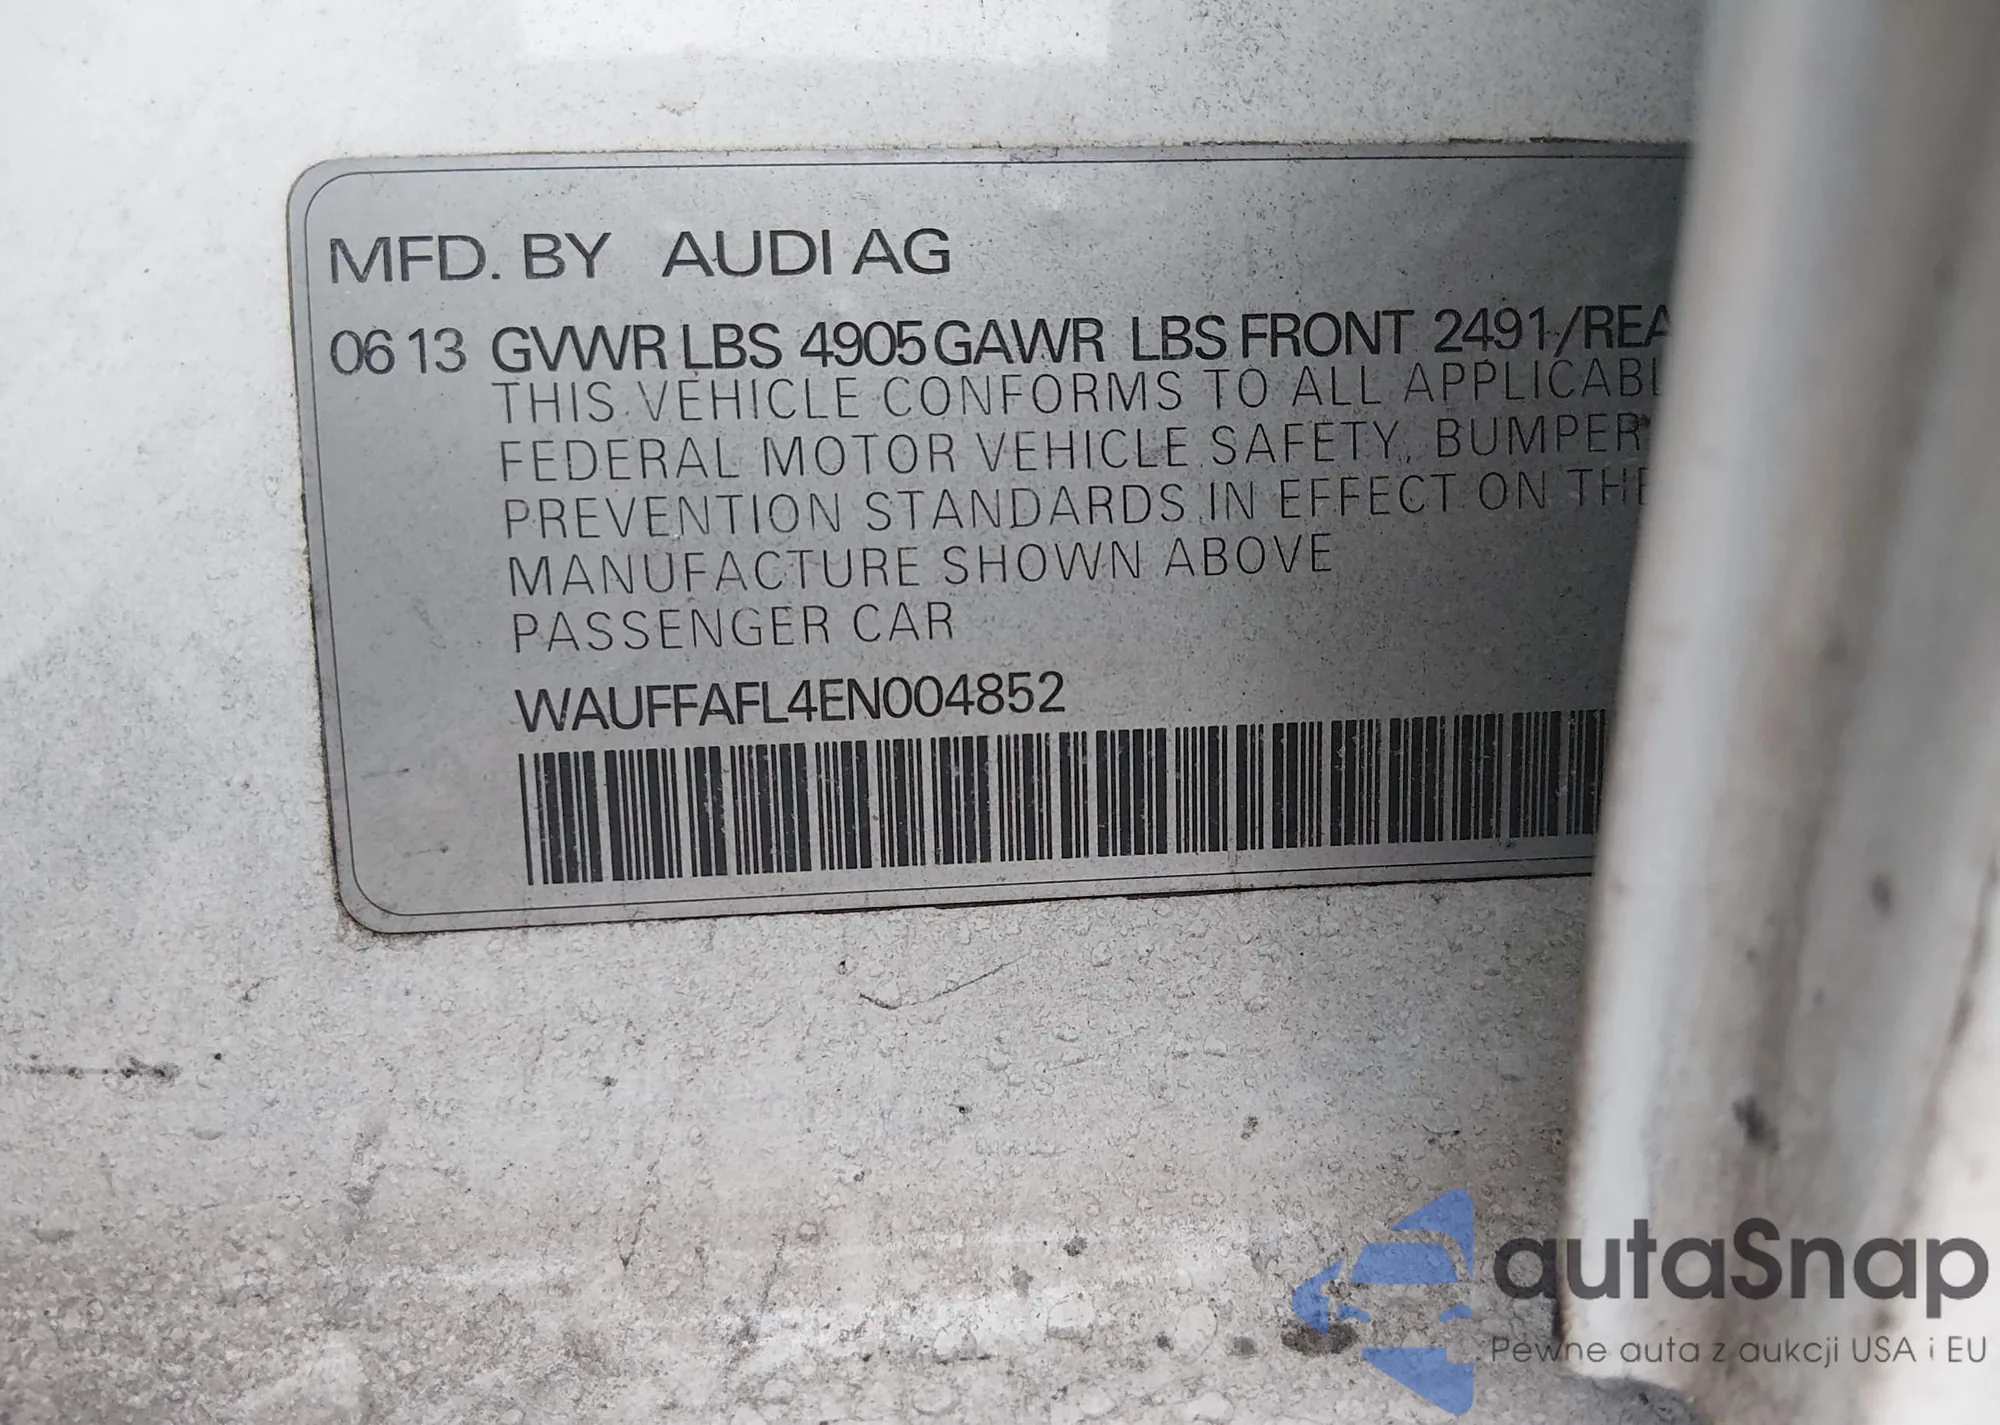 MFD. BY AUDI AG
06 13 GVWR LBS 4905 GAWR LBS FRONT 2491/REA
THIS VEHICLE CONFORMS TO ALL APPLICABL
FEDERAL MOTOR VEHICLE SAFETY, BUMPER
PREVENTION STANDARDS IN EFFECT ON THE
MANUFACTURE SHOWN ABOVE
PASSENGER CAR
WAUFFAFL4EN004852
autaSnap
Pewne auta z aukcji USA i EU